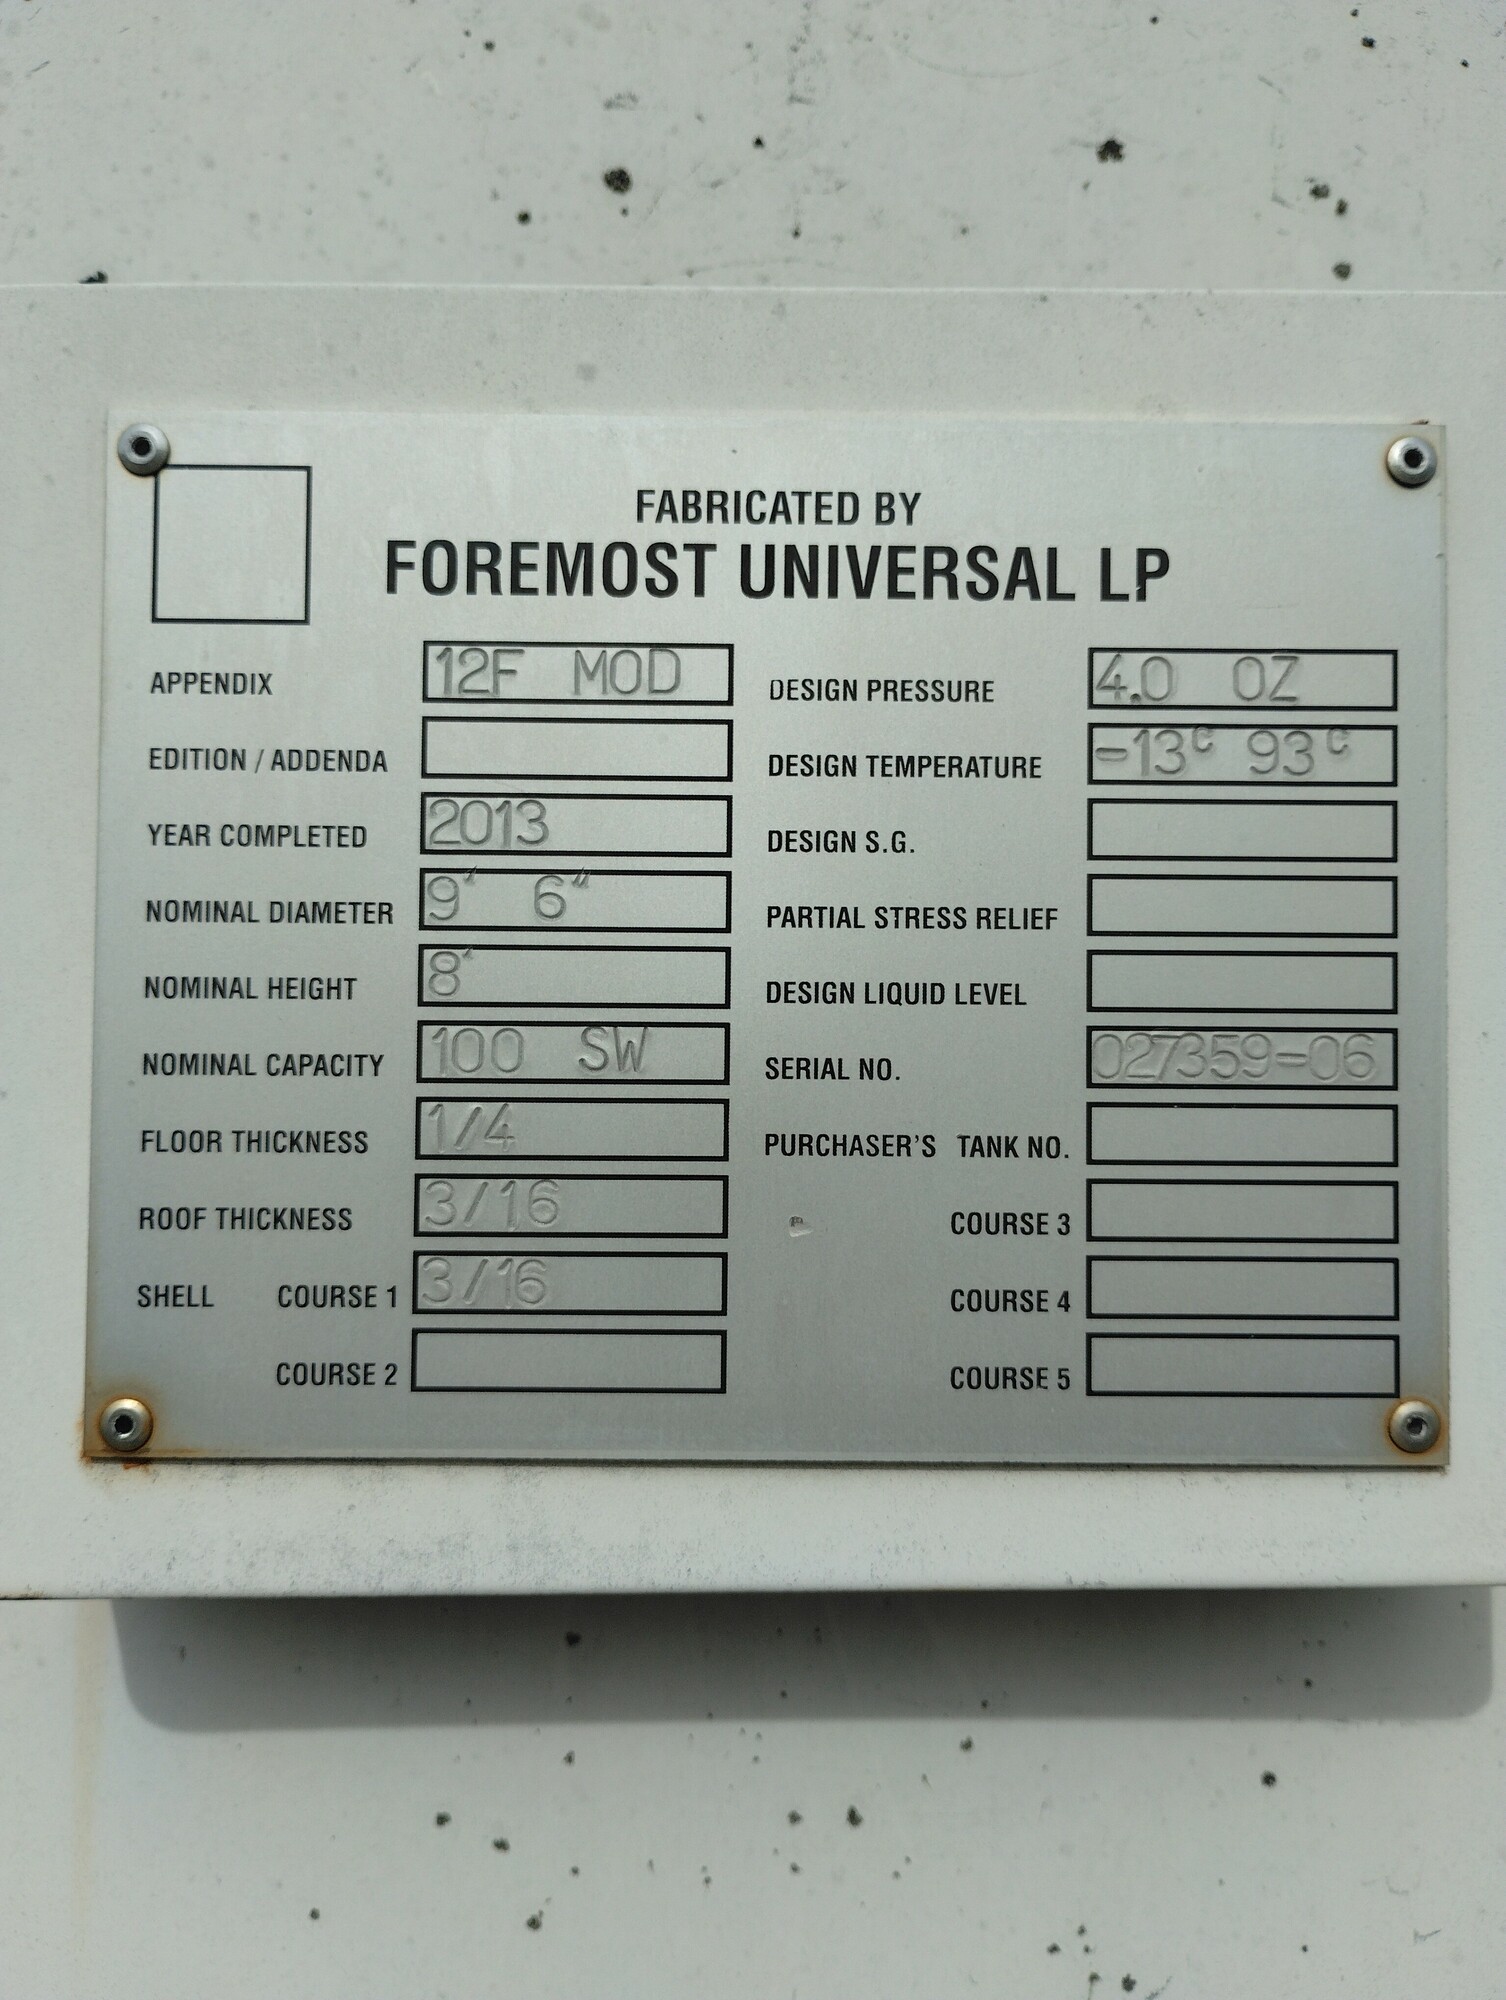 FABRICATED BY
FOREMOST UNIVERSAL LP
APPENDIX 12F MOD
EDITION / ADDENDA
YEAR COMPLETED 2013
NOMINAL DIAMETER 9' 6"
NOMINAL HEIGHT 8'
NOMINAL CAPACITY 100 SW
FLOOR THICKNESS 1/4
ROOF THICKNESS 3/16
SHELL COURSE 1 3/16
COURSE 2
DESIGN PRESSURE 4.0 OZ
DESIGN TEMPERATURE -13C 93C
DESIGN S.G.
PARTIAL STRESS RELIEF
DESIGN LIQUID LEVEL
SERIAL NO. 027359-06
PURCHASER'S TANK NO.
COURSE 3
COURSE 4
COURSE 5